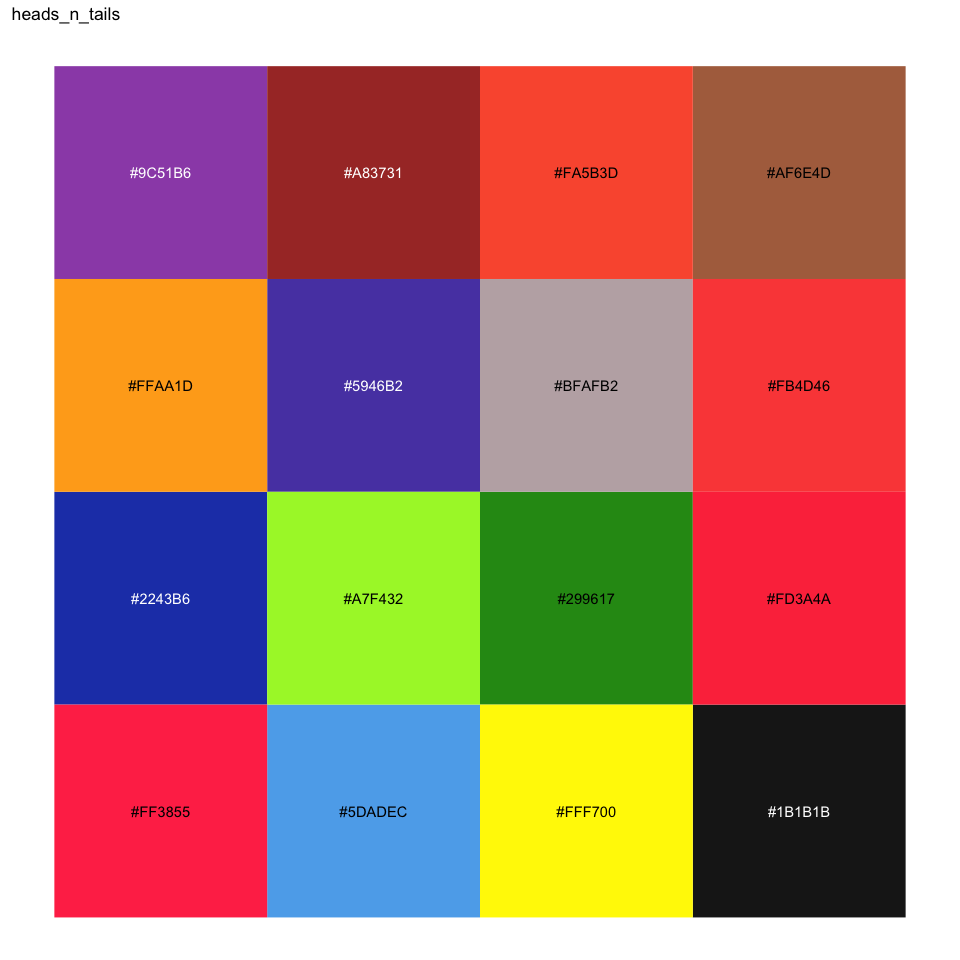 heads_n_tails
#9C51B6
#A83731
#FA5B3D
#AF6E4D
#FFAA1D
#5946B2
#BFAFB2
#FB4D46
#2243B6
#A7F432
#299617
#FD3A4A
#FF3855
#5DADEC
#FFF700
#1B1B1B